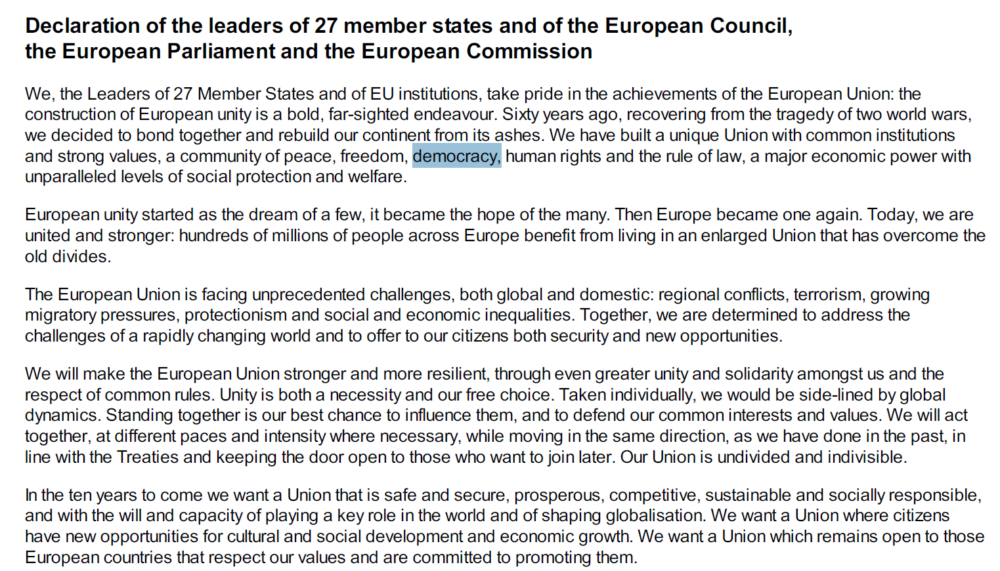 Declaration of the leaders of 27 member states and of the European Council,
the European Parliament and the European Commission
We, the Leaders of 27 Member States and of EU institutions, take pride in the achievements of the European Union: the
construction of European unity is a bold, far-sighted endeavour. Sixty years ago, recovering from the tragedy of two world wars,
we decided to bond together and rebuild our continent from its ashes. We have built a unique Union with common institutions
and strong values, a community of peace, freedom, democracy, human rights and the rule of law, a major economic power with
unparalleled levels of social protection and welfare.
European unity started as the dream of a few, it became the hope of the many. Then Europe became one again. Today, we are
united and stronger: hundreds of millions of people across Europe benefit from living in an enlarged Union that has overcome the
old divides.
The European Union is facing unprecedented challenges, both global and domestic: regional conflicts, terrorism, growing
migratory pressures, protectionism and social and economic inequalities. Together, we are determined to address the
challenges of a rapidly changing world and to offer to our citizens both security and new opportunities.
We will make the European Union stronger and more resilient, through even greater unity and solidarity amongst us and the
respect of common rules. Unity is both a necessity and our free choice. Taken individually, we would be side-lined by global
dynamics. Standing together is our best chance to influence them, and to defend our common interests and values. We will act
together, at different paces and intensity where necessary, while moving in the same direction, as we have done in the past, in
line with the Treaties and keeping the door open to those who want to join later. Our Union is undivided and indivisible.
In the ten years to come we want a Union that is safe and secure, prosperous, competitive, sustainable and socially responsible,
and with the will and capacity of playing a key role in the world and of shaping globalisation. We want a Union where citizens
have new opportunities for cultural and social development and economic growth. We want a Union which remains open to those
European countries that respect our values and are committed to promoting them.